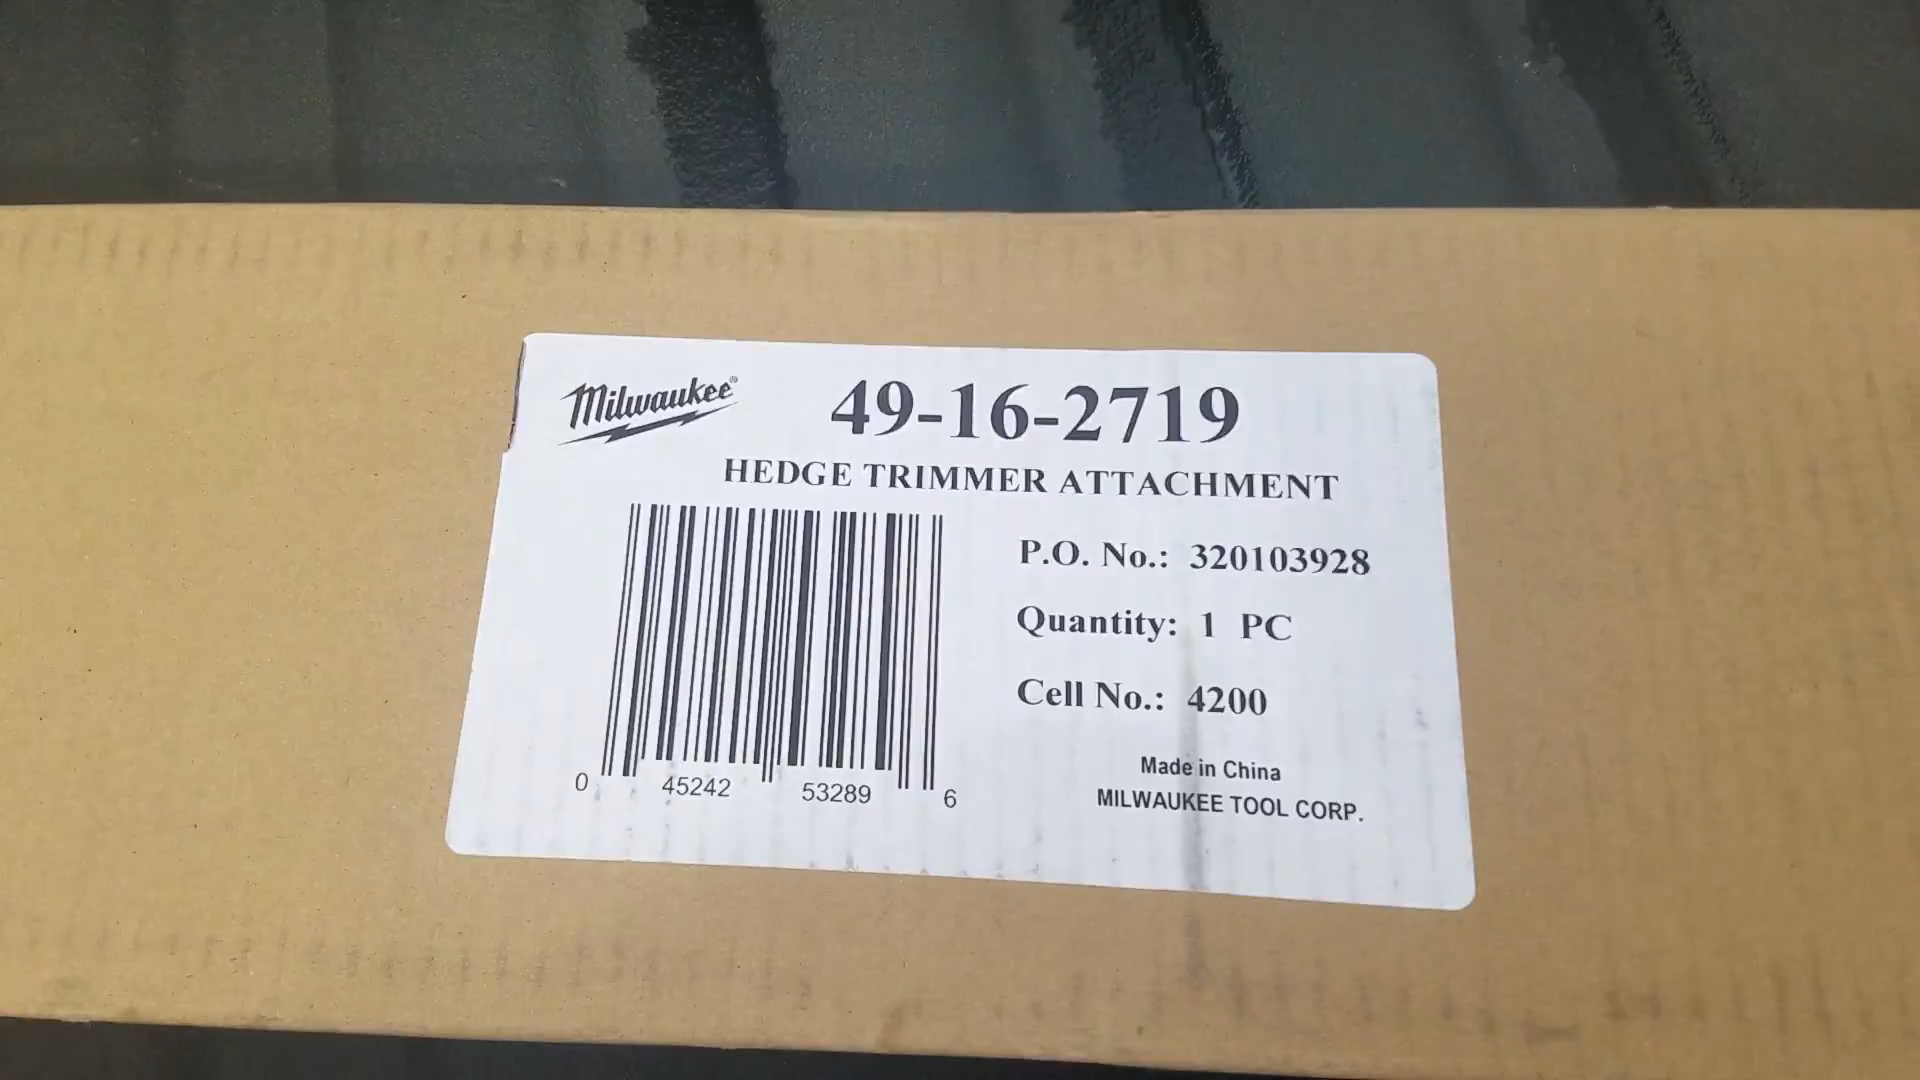 Milwaukee®
49-16-2719
HEDGE TRIMMER ATTACHMENT
P.O. No.: 320103928
Quantity: 1 PC
Cell No.: 4200
0 45242 53289 6
Made in China
MILWAUKEE TOOL CORP.